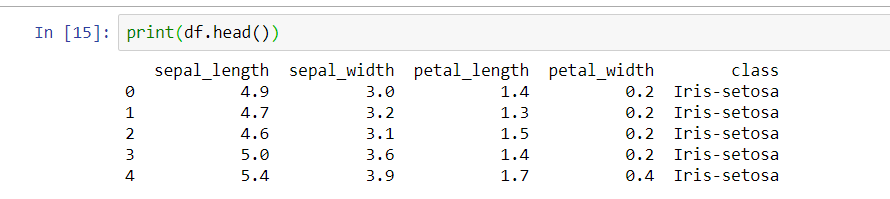 In [15]: print(df.head())
sepal_length sepal_width petal_length petal_width class
0 4.9 3.0 1.4 0.2 Iris-setosa
1 4.7 3.2 1.3 0.2 Iris-setosa
2 4.6 3.1 1.5 0.2 Iris-setosa
3 5.0 3.6 1.4 0.2 Iris-setosa
4 5.4 3.9 1.7 0.4 Iris-setosa